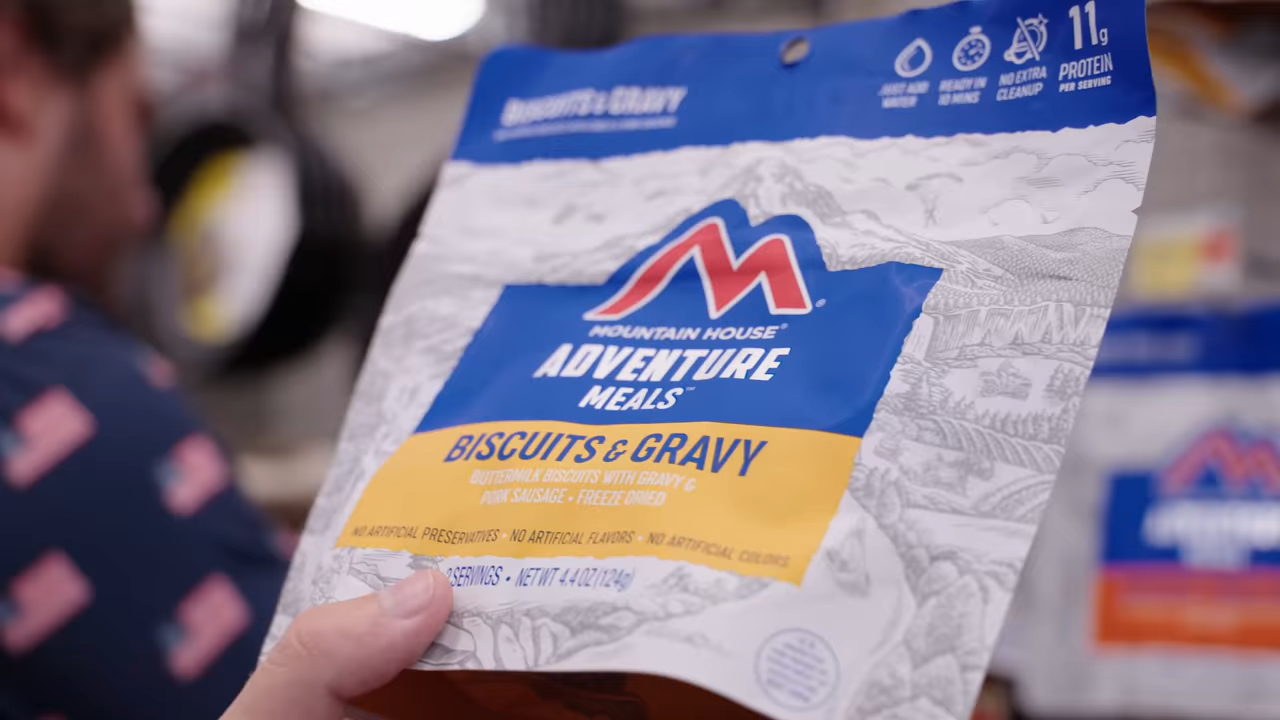 BISCUITS & GRAVY
JUST ADD
WATER
READY IN
10 MINS
NO EXTRA
CLEANUP
11g
PROTEIN
PER SERVING
MOUNTAIN HOUSE®
ADVENTURE
MEALS™
BISCUITS & GRAVY
BUTTERMILK BISCUITS WITH GRAVY &
PORK SAUSAGE • FREEZE DRIED
NO ARTIFICIAL PRESERVATIVES • NO ARTIFICIAL FLAVORS • NO ARTIFICIAL COLORS
2 SERVINGS • NET WT 4.4 OZ (124g)